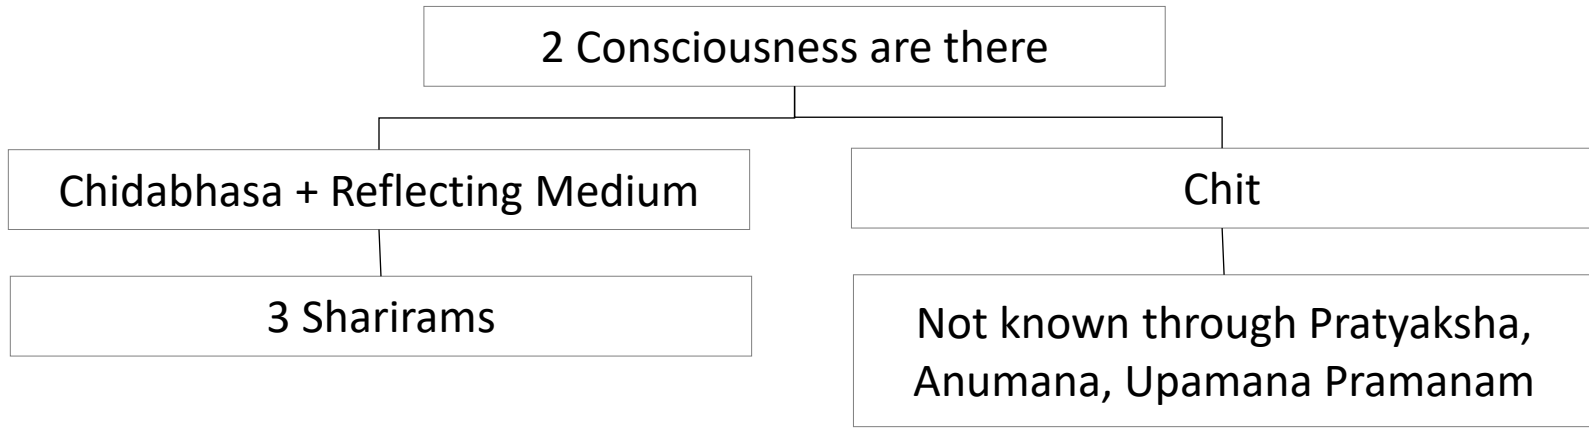 2 Consciousness are there
Chidabhasa + Reflecting Medium
Chit
3 Sharirams
Not known through Pratyaksha,
Anumana, Upamana Pramanam